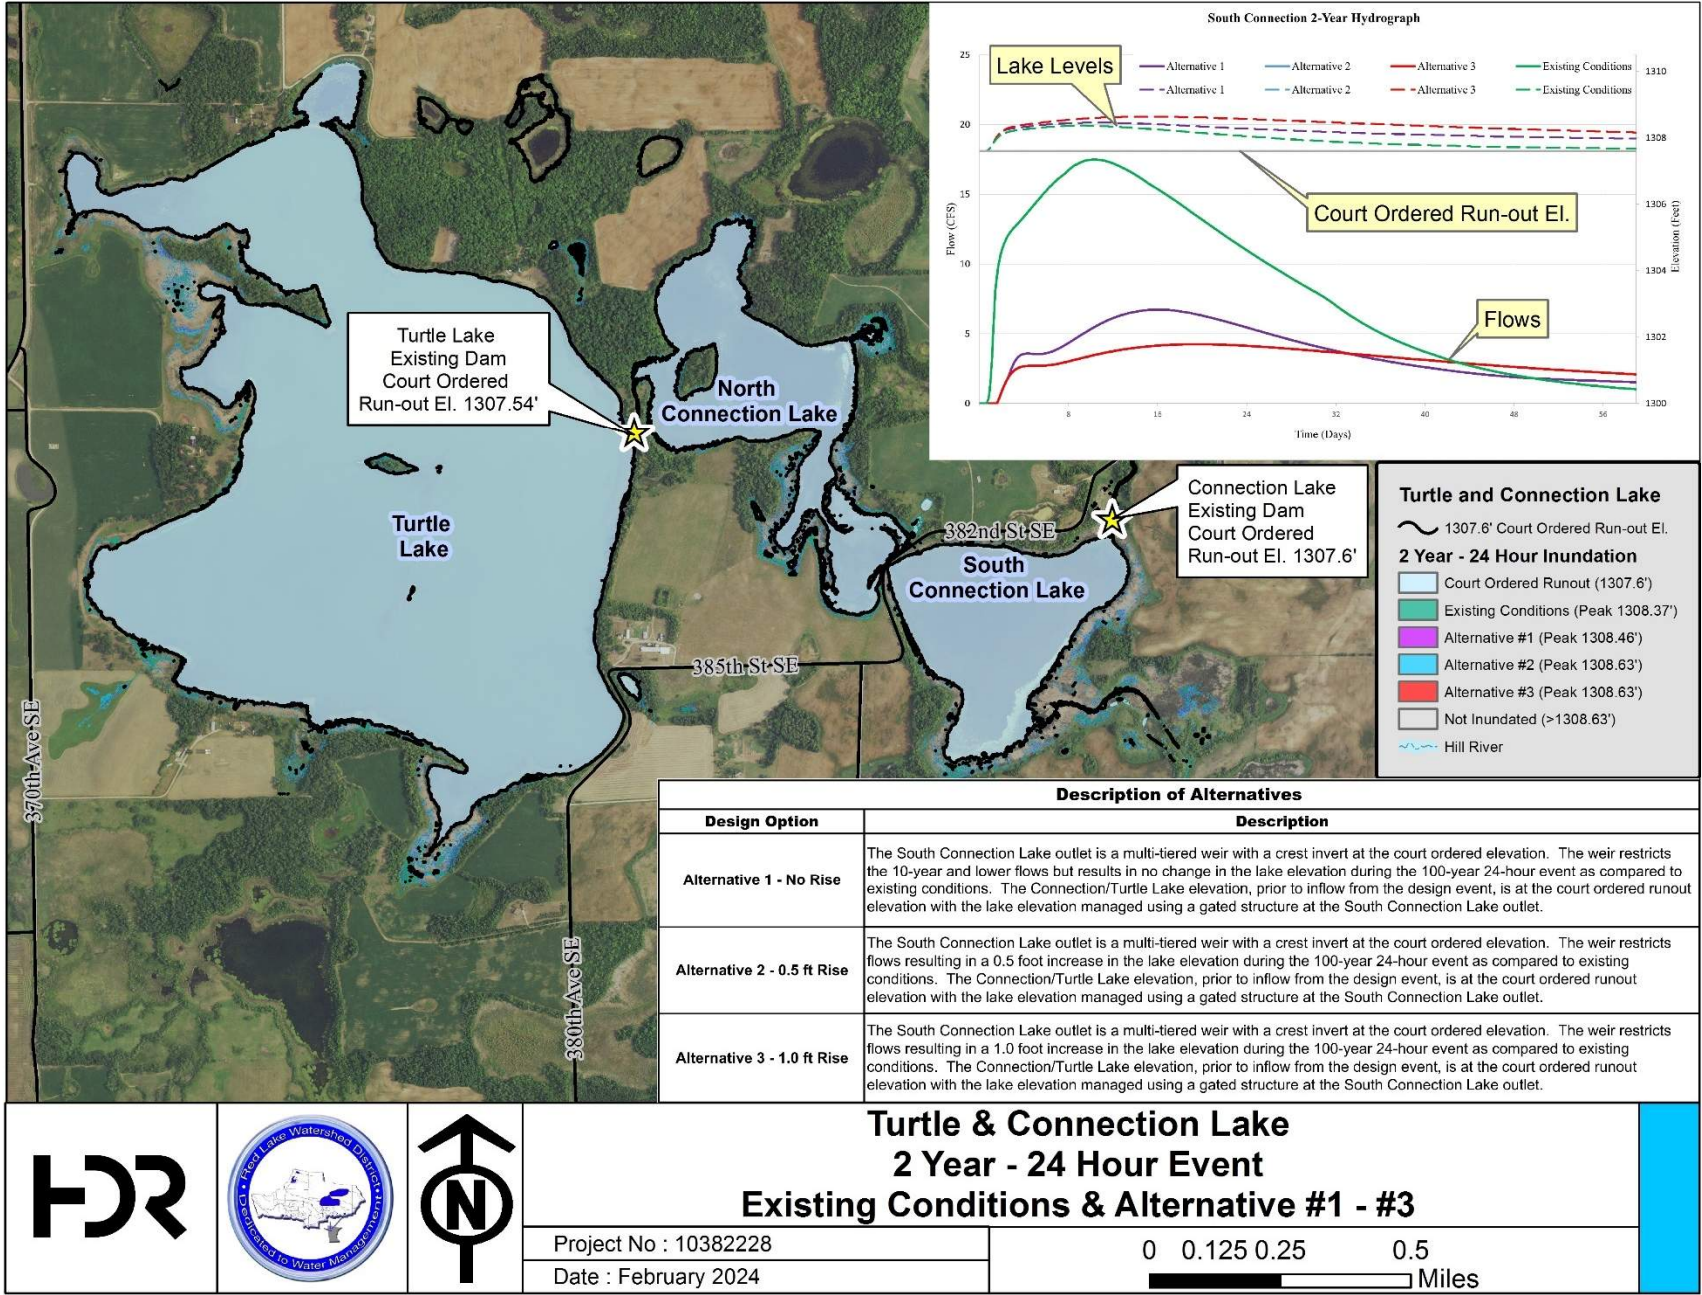 South Connection 2-Year Hydrograph
Lake Levels
Alternative 1
Alternative 2
Alternative 3
Existing Conditions
Alternative 1
Alternative 2
Alternative 3
Existing Conditions
25
20
15
10
5
0
Flow (CFS)
1310
1308
1306
1304
1302
1300
Elevation (Feet)
Court Ordered Run-out El.
Flows
8
16
24
32
40
48
56
Time (Days)
Turtle Lake
Existing Dam
Court Ordered
Run-out El. 1307.54'
North
Connection Lake
Turtle
Lake
382nd St SE
South
Connection Lake
Connection Lake
Existing Dam
Court Ordered
Run-out El. 1307.6'
385th St SE
370th Ave SE
380th Ave SE
Turtle and Connection Lake
1307.6' Court Ordered Run-out El.
2 Year - 24 Hour Inundation
Court Ordered Runout (1307.6')
Existing Conditions (Peak 1308.37')
Alternative #1 (Peak 1308.46')
Alternative #2 (Peak 1308.63')
Alternative #3 (Peak 1308.63')
Not Inundated (>1308.63')
Hill River
Description of Alternatives
Design Option
Description
Alternative 1 - No Rise
The South Connection Lake outlet is a multi-tiered weir with a crest invert at the court ordered elevation. The weir restricts
the 10-year and lower flows but results in no change in the lake elevation during the 100-year 24-hour event as compared to
existing conditions. The Connection/Turtle Lake elevation, prior to inflow from the design event, is at the court ordered runout
elevation with the lake elevation managed using a gated structure at the South Connection Lake outlet.
Alternative 2 - 0.5 ft Rise
The South Connection Lake outlet is a multi-tiered weir with a crest invert at the court ordered elevation. The weir restricts
flows resulting in a 0.5 foot increase in the lake elevation during the 100-year 24-hour event as compared to existing
conditions. The Connection/Turtle Lake elevation, prior to inflow from the design event, is at the court ordered runout
elevation with the lake elevation managed using a gated structure at the South Connection Lake outlet.
Alternative 3 - 1.0 ft Rise
The South Connection Lake outlet is a multi-tiered weir with a crest invert at the court ordered elevation. The weir restricts
flows resulting in a 1.0 foot increase in the lake elevation during the 100-year 24-hour event as compared to existing
conditions. The Connection/Turtle Lake elevation, prior to inflow from the design event, is at the court ordered runout
elevation with the lake elevation managed using a gated structure at the South Connection Lake outlet.
HDR
Red Lake Watershed District
Dedicated to Water Management
N
Turtle & Connection Lake
2 Year - 24 Hour Event
Existing Conditions & Alternative #1 - #3
Project No : 10382228
Date : February 2024
0 0.125 0.25 0.5
Miles